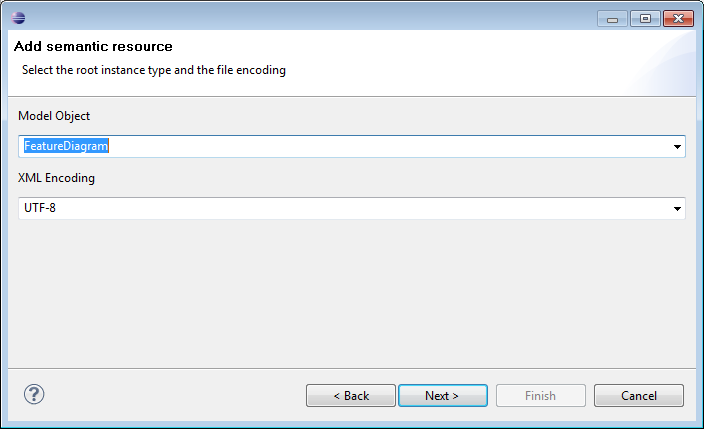 Add semantic resource
Select the root instance type and the file encoding
Model Object
FeatureDiagram
XML Encoding
UTF-8
?
< Back
Next >
Finish
Cancel